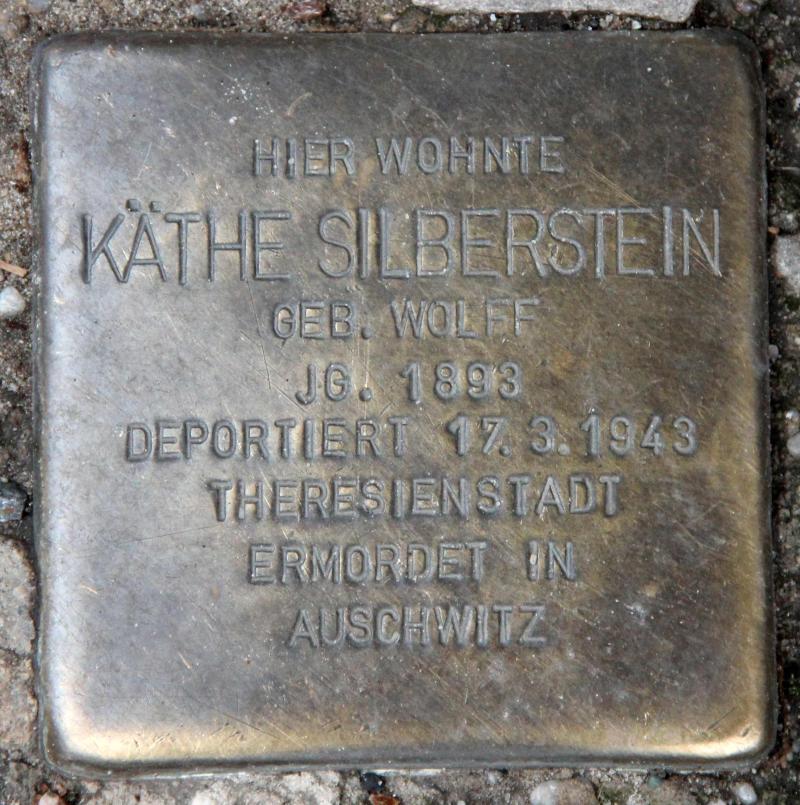 HIER WOHNTE
KÄTHE SILBERSTEIN
GEB. WOLFF
JG. 1893
DEPORTIERT 17. 3. 1943
THERESIENSTADT
ERMORDET IN
AUSCHWITZ